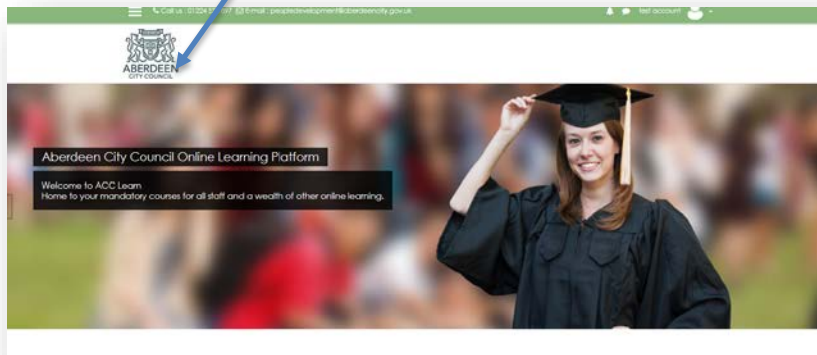 Call us : 01224 E-mail : peopledevelopment@aberdeencity.gov.uk
test account
ABERDEEN
CITY COUNCIL
Aberdeen City Council Online Learning Platform
Welcome to ACC Learn
Home to your mandatory courses for all staff and a wealth of other online learning.